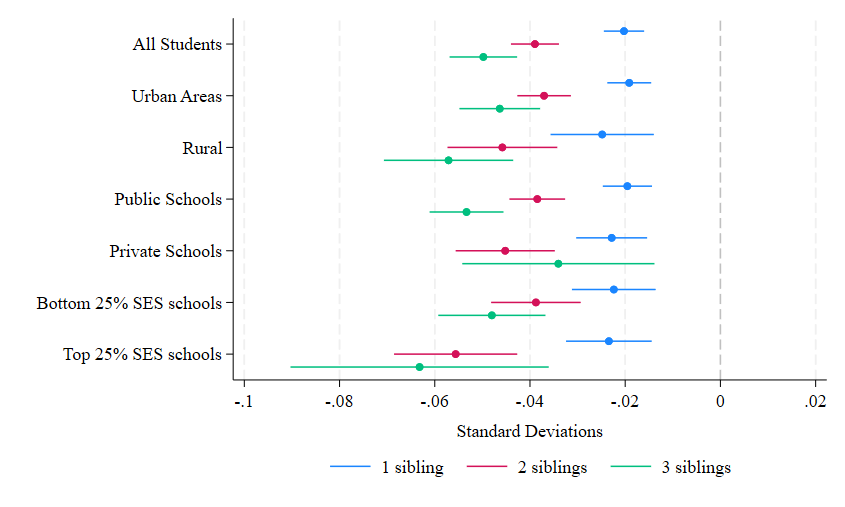 All Students
Urban Areas
Rural
Public Schools
Private Schools
Bottom 25% SES schools
Top 25% SES schools
-.1 -.08 -.06 -.04 -.02 0 .02
Standard Deviations
1 sibling 2 siblings 3 siblings